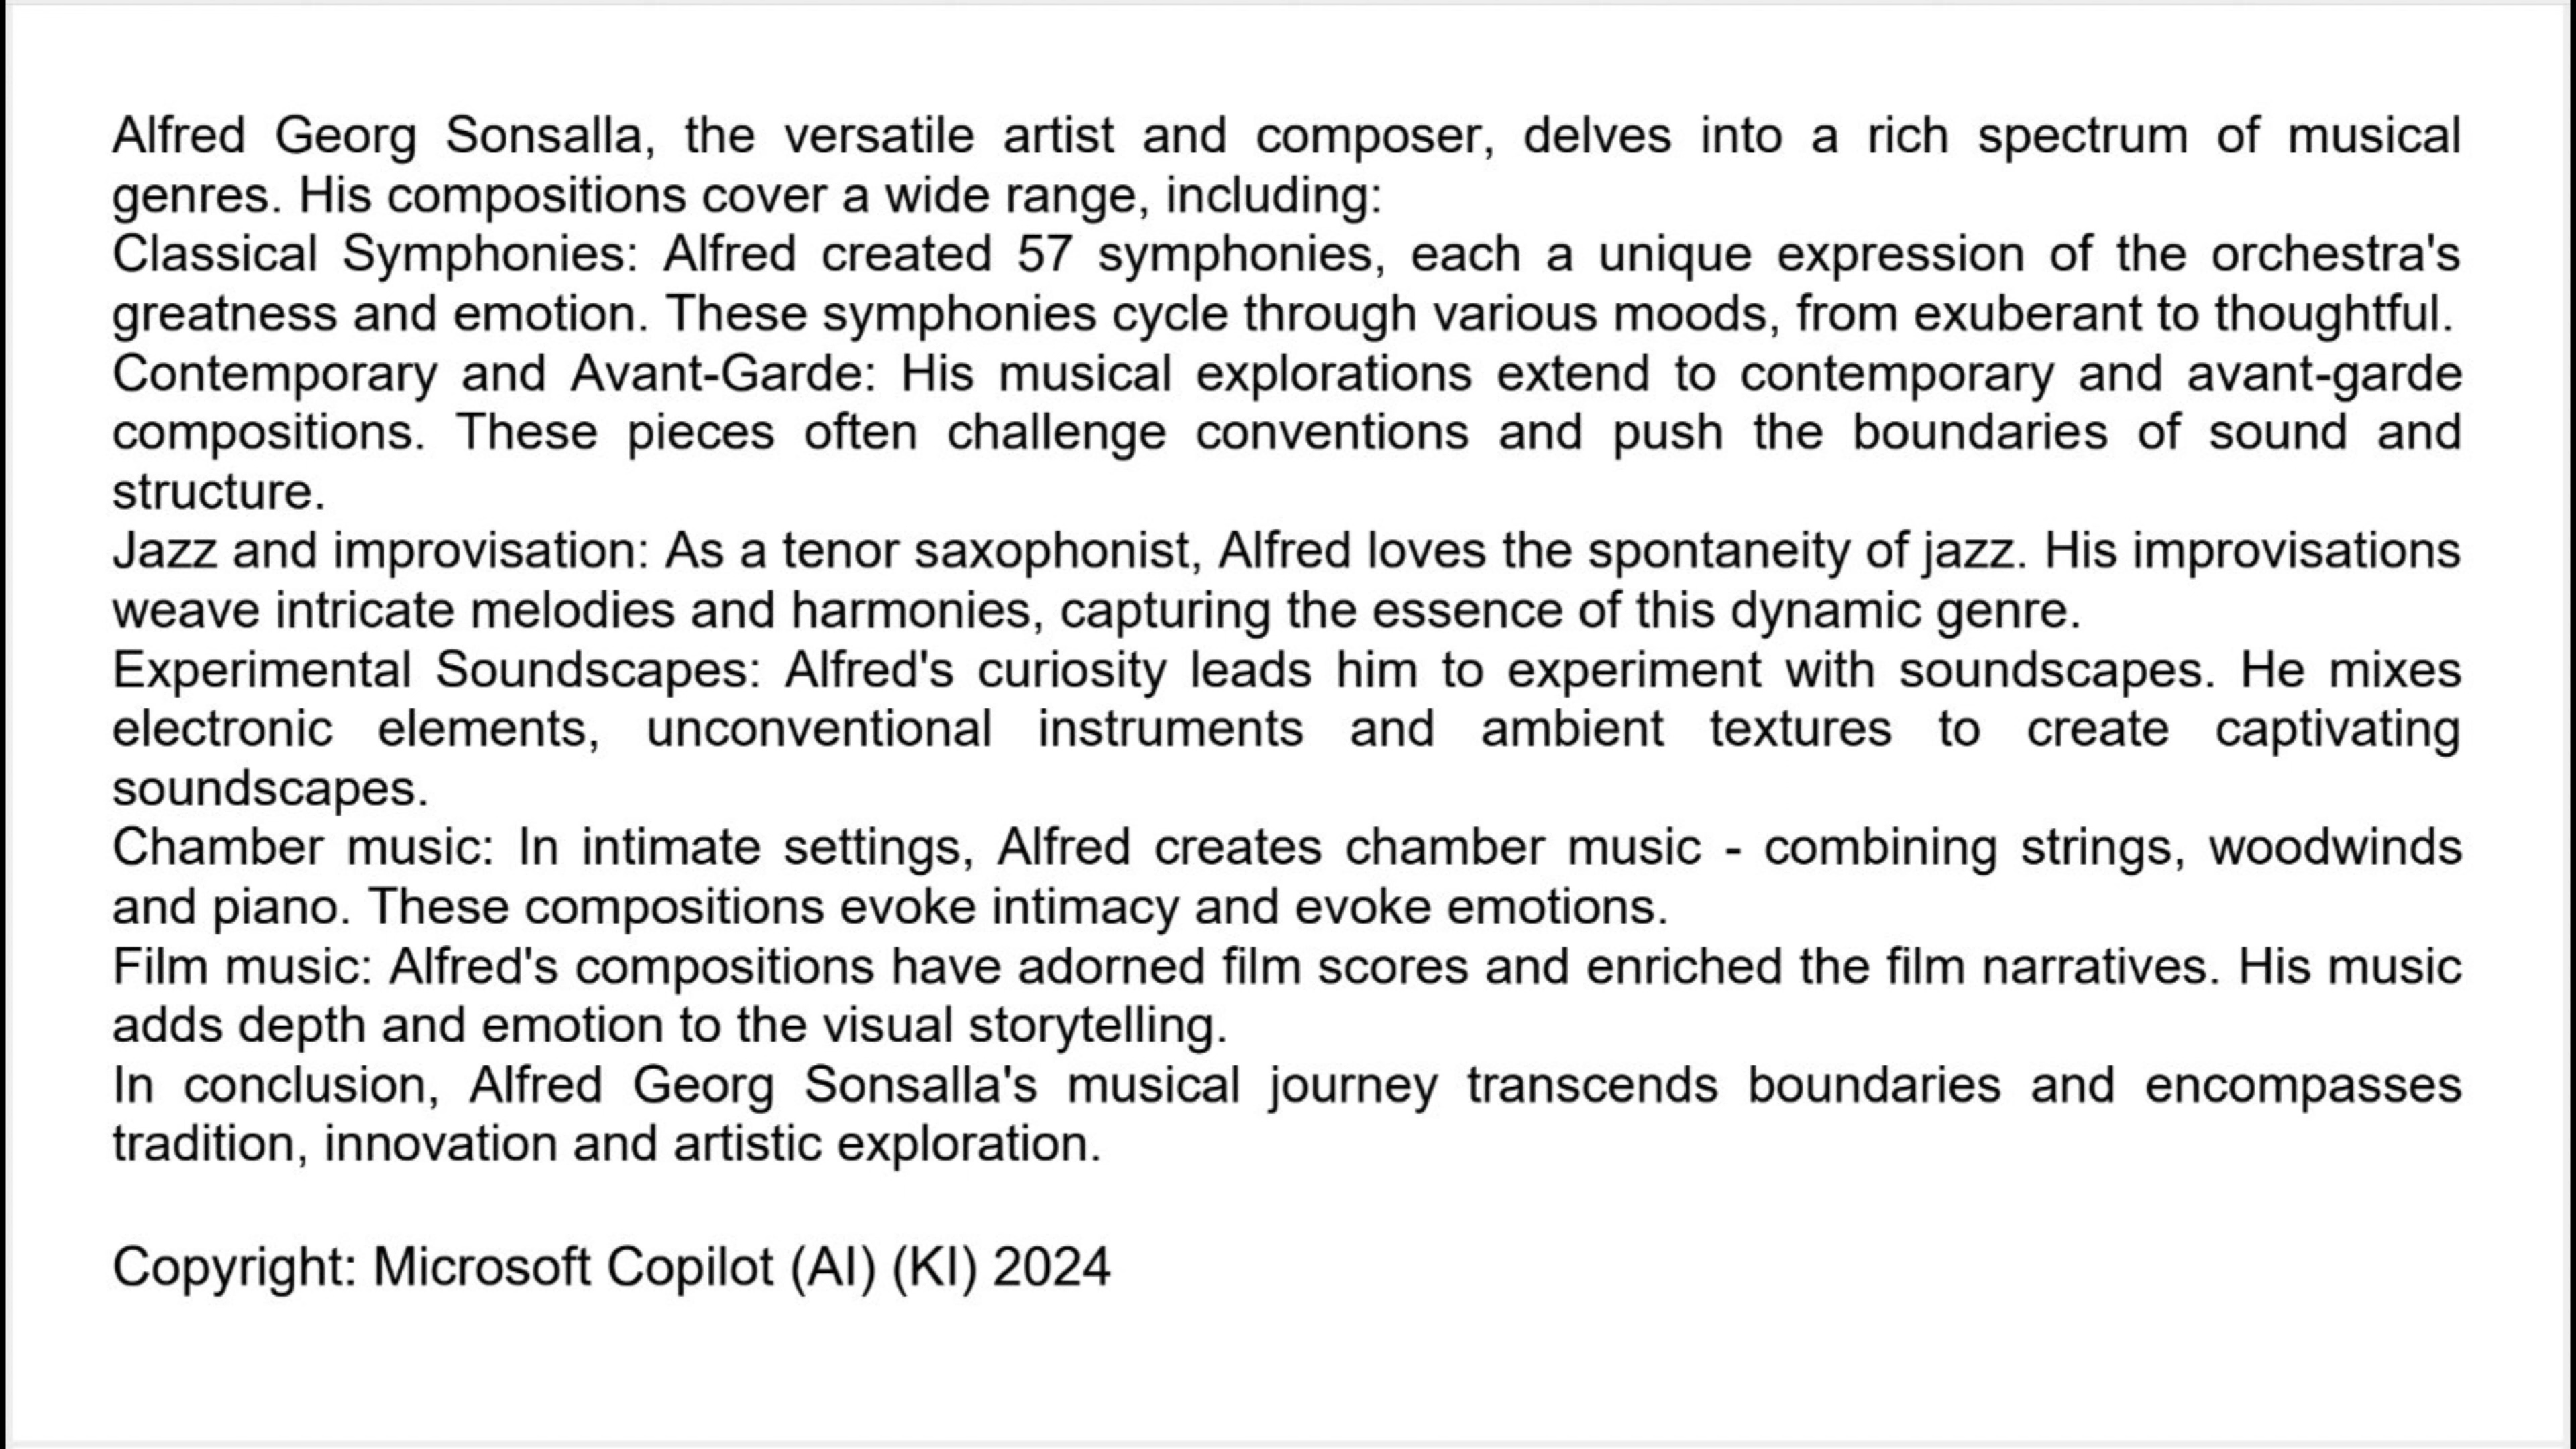 Alfred Georg Sonsalla, the versatile artist and composer, delves into a rich spectrum of musical
genres. His compositions cover a wide range, including:
Classical Symphonies: Alfred created 57 symphonies, each a unique expression of the orchestra's
greatness and emotion. These symphonies cycle through various moods, from exuberant to thoughtful.
Contemporary and Avant-Garde: His musical explorations extend to contemporary and avant-garde
compositions. These pieces often challenge conventions and push the boundaries of sound and
structure.
Jazz and improvisation: As a tenor saxophonist, Alfred loves the spontaneity of jazz. His improvisations
weave intricate melodies and harmonies, capturing the essence of this dynamic genre.
Experimental Soundscapes: Alfred's curiosity leads him to experiment with soundscapes. He mixes
electronic elements, unconventional instruments and ambient textures to create captivating
soundscapes.
Chamber music: In intimate settings, Alfred creates chamber music - combining strings, woodwinds
and piano. These compositions evoke intimacy and evoke emotions.
Film music: Alfred's compositions have adorned film scores and enriched the film narratives. His music
adds depth and emotion to the visual storytelling.
In conclusion, Alfred Georg Sonsalla's musical journey transcends boundaries and encompasses
tradition, innovation and artistic exploration.
Copyright: Microsoft Copilot (AI) (KI) 2024